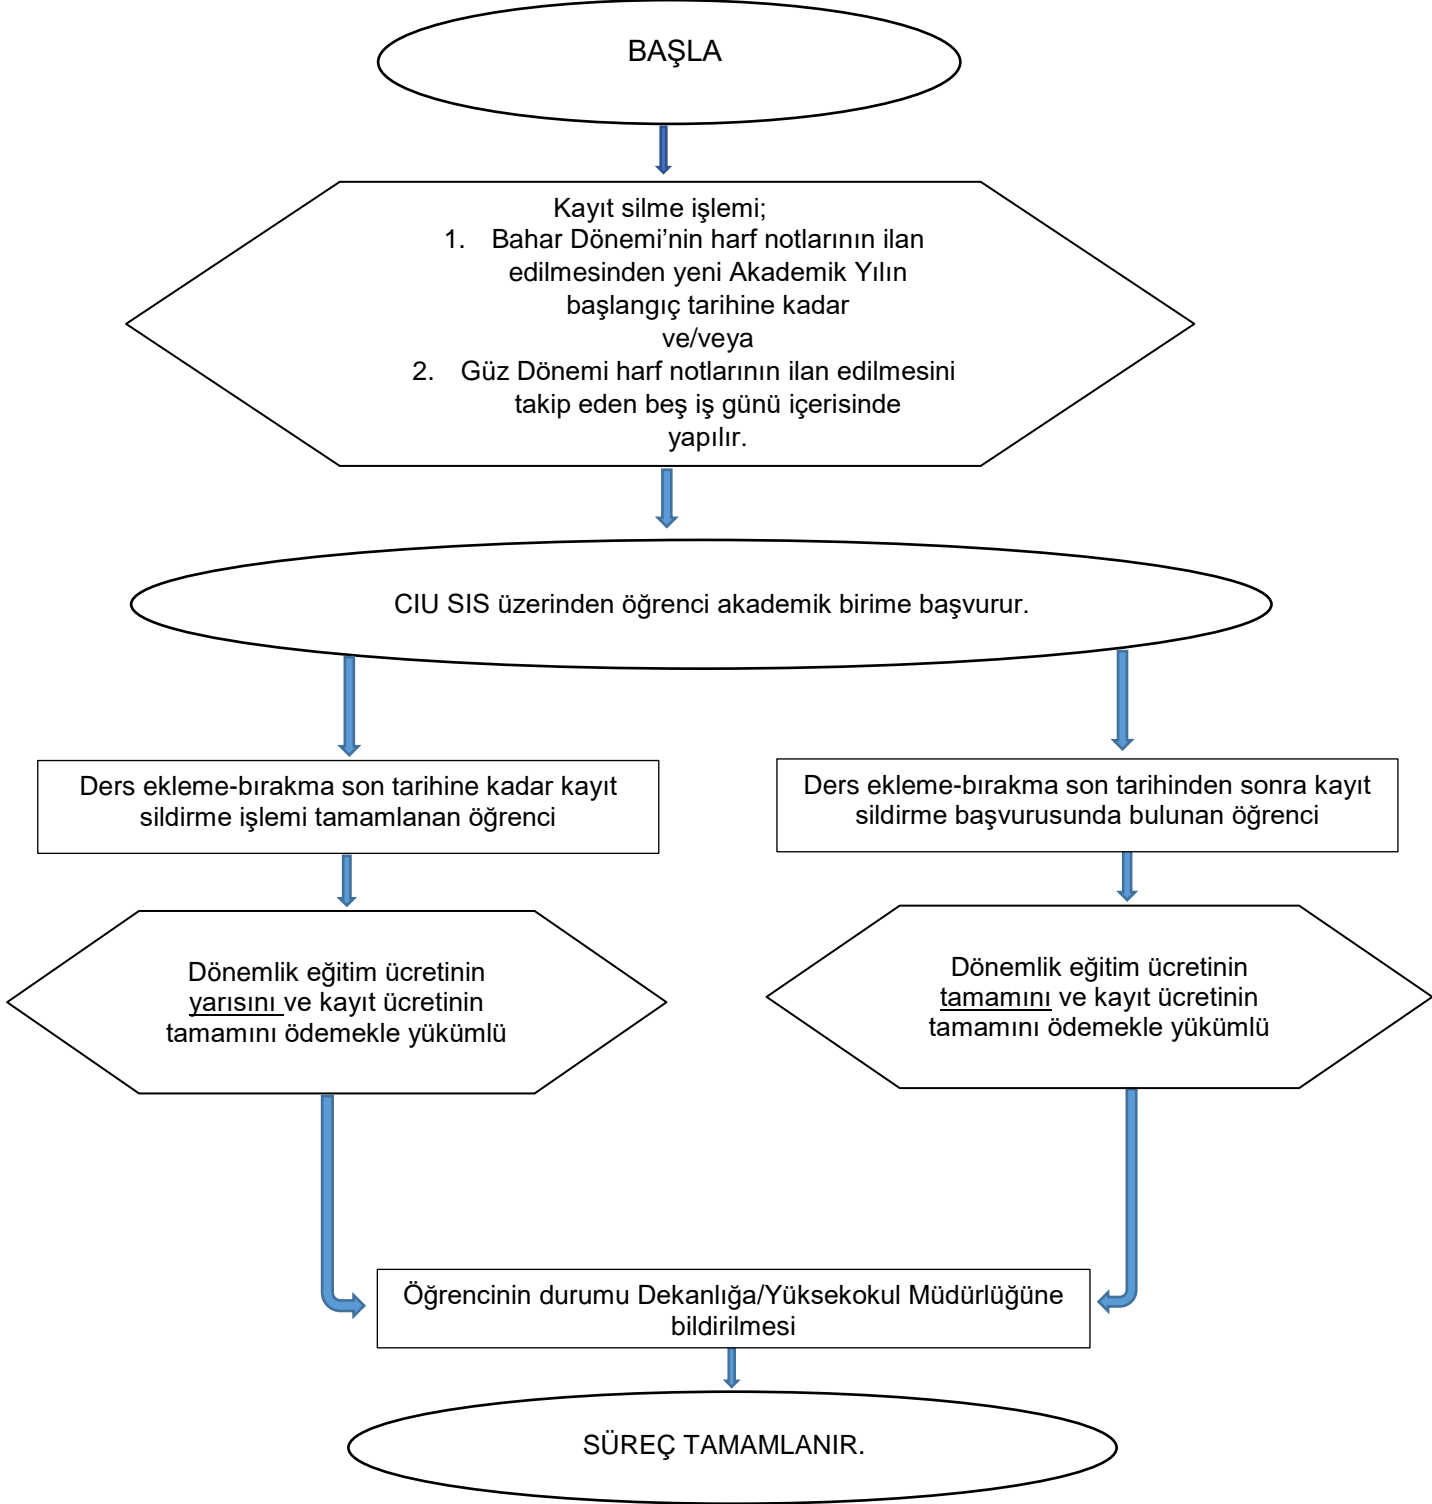 BAŞLA
Kayıt silme işlemi;
1. Bahar Dönemi’nin harf notlarının ilan
edilmesinden yeni Akademik Yılın
başlangıç tarihine kadar
ve/veya
2. Güz Dönemi harf notlarının ilan edilmesini
takip eden beş iş günü içerisinde
yapılır.
CIU SIS üzerinden öğrenci akademik birime başvurur.
Ders ekleme-bırakma son tarihine kadar kayıt
sildirme işlemi tamamlanan öğrenci
Ders ekleme-bırakma son tarihinden sonra kayıt
sildirme başvurusunda bulunan öğrenci
Dönemlik eğitim ücretinin
yarısını ve kayıt ücretinin
tamamını ödemekle yükümlü
Dönemlik eğitim ücretinin
tamamını ve kayıt ücretinin
tamamını ödemekle yükümlü
Öğrencinin durumu Dekanlığa/Yüksekokul Müdürlüğüne
bildirilmesi
SÜREÇ TAMAMLANIR.